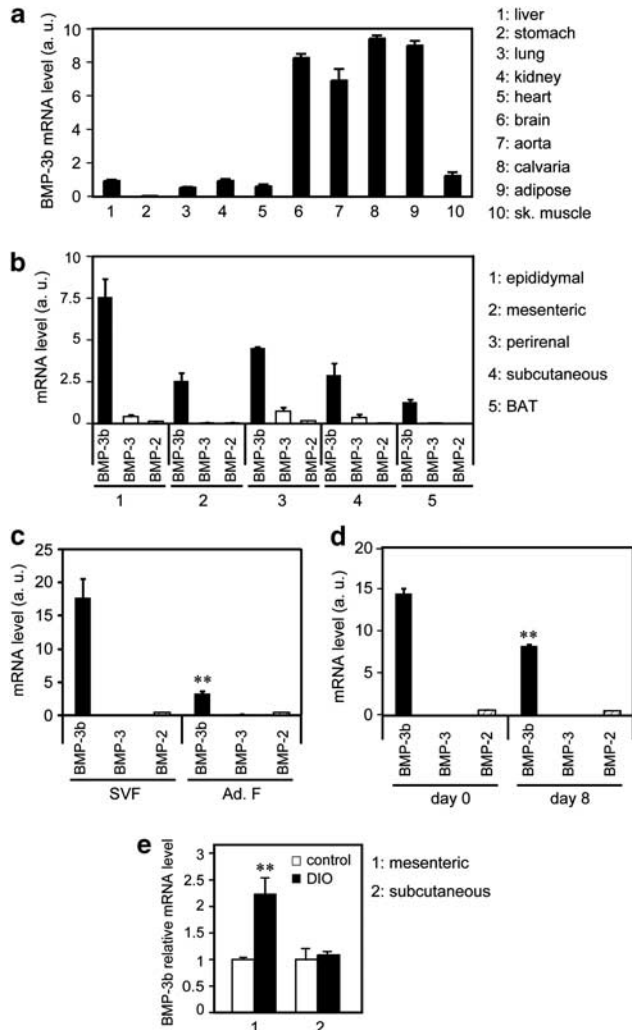 a
BMP-3b mRNA level (a. u.)
10
8
6
4
2
0
1 2 3 4 5 6 7 8 9 10
1: liver
2: stomach
3: lung
4: kidney
5: heart
6: brain
7: aorta
8: calvaria
9: adipose
10: sk. muscle
b
mRNA level (a. u.)
7.5
5
2.5
0
BMP-3b BMP-3 BMP-2 BMP-3b BMP-3 BMP-2 BMP-3b BMP-3 BMP-2 BMP-3b BMP-3 BMP-2 BMP-3b BMP-3 BMP-2
1 2 3 4 5
1: epididymal
2: mesenteric
3: perirenal
4: subcutaneous
5: BAT
c
mRNA level (a. u.)
25
20
15
10
5
0
**
BMP-3b BMP-3 BMP-2 BMP-3b BMP-3 BMP-2
SVF Ad. F
d
mRNA level (a. u.)
20
15
10
5
0
**
BMP-3b BMP-3 BMP-2 BMP-3b BMP-3 BMP-2
day 0 day 8
e
BMP-3b relative mRNA level
3
2.5
2
1.5
1
0.5
0
**
control
DIO
1 2
1: mesenteric
2: subcutaneous